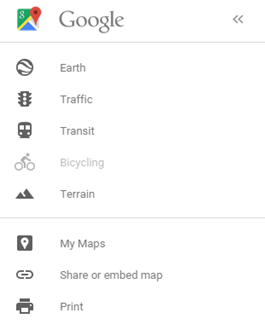 Google
Earth
Traffic
Transit
Bicycling
Terrain
My Maps
Share or embed map
Print